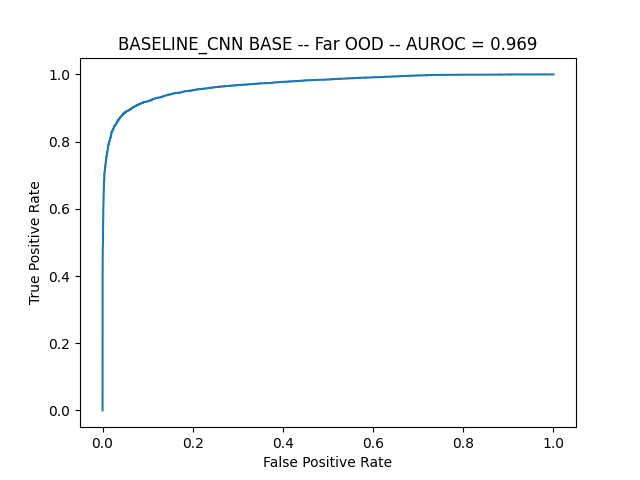 BASELINE_CNN BASE -- Far OOD -- AUROC = 0.969
1.0
0.8
0.6
0.4
0.2
0.0
True Positive Rate
0.0 0.2 0.4 0.6 0.8 1.0
False Positive Rate